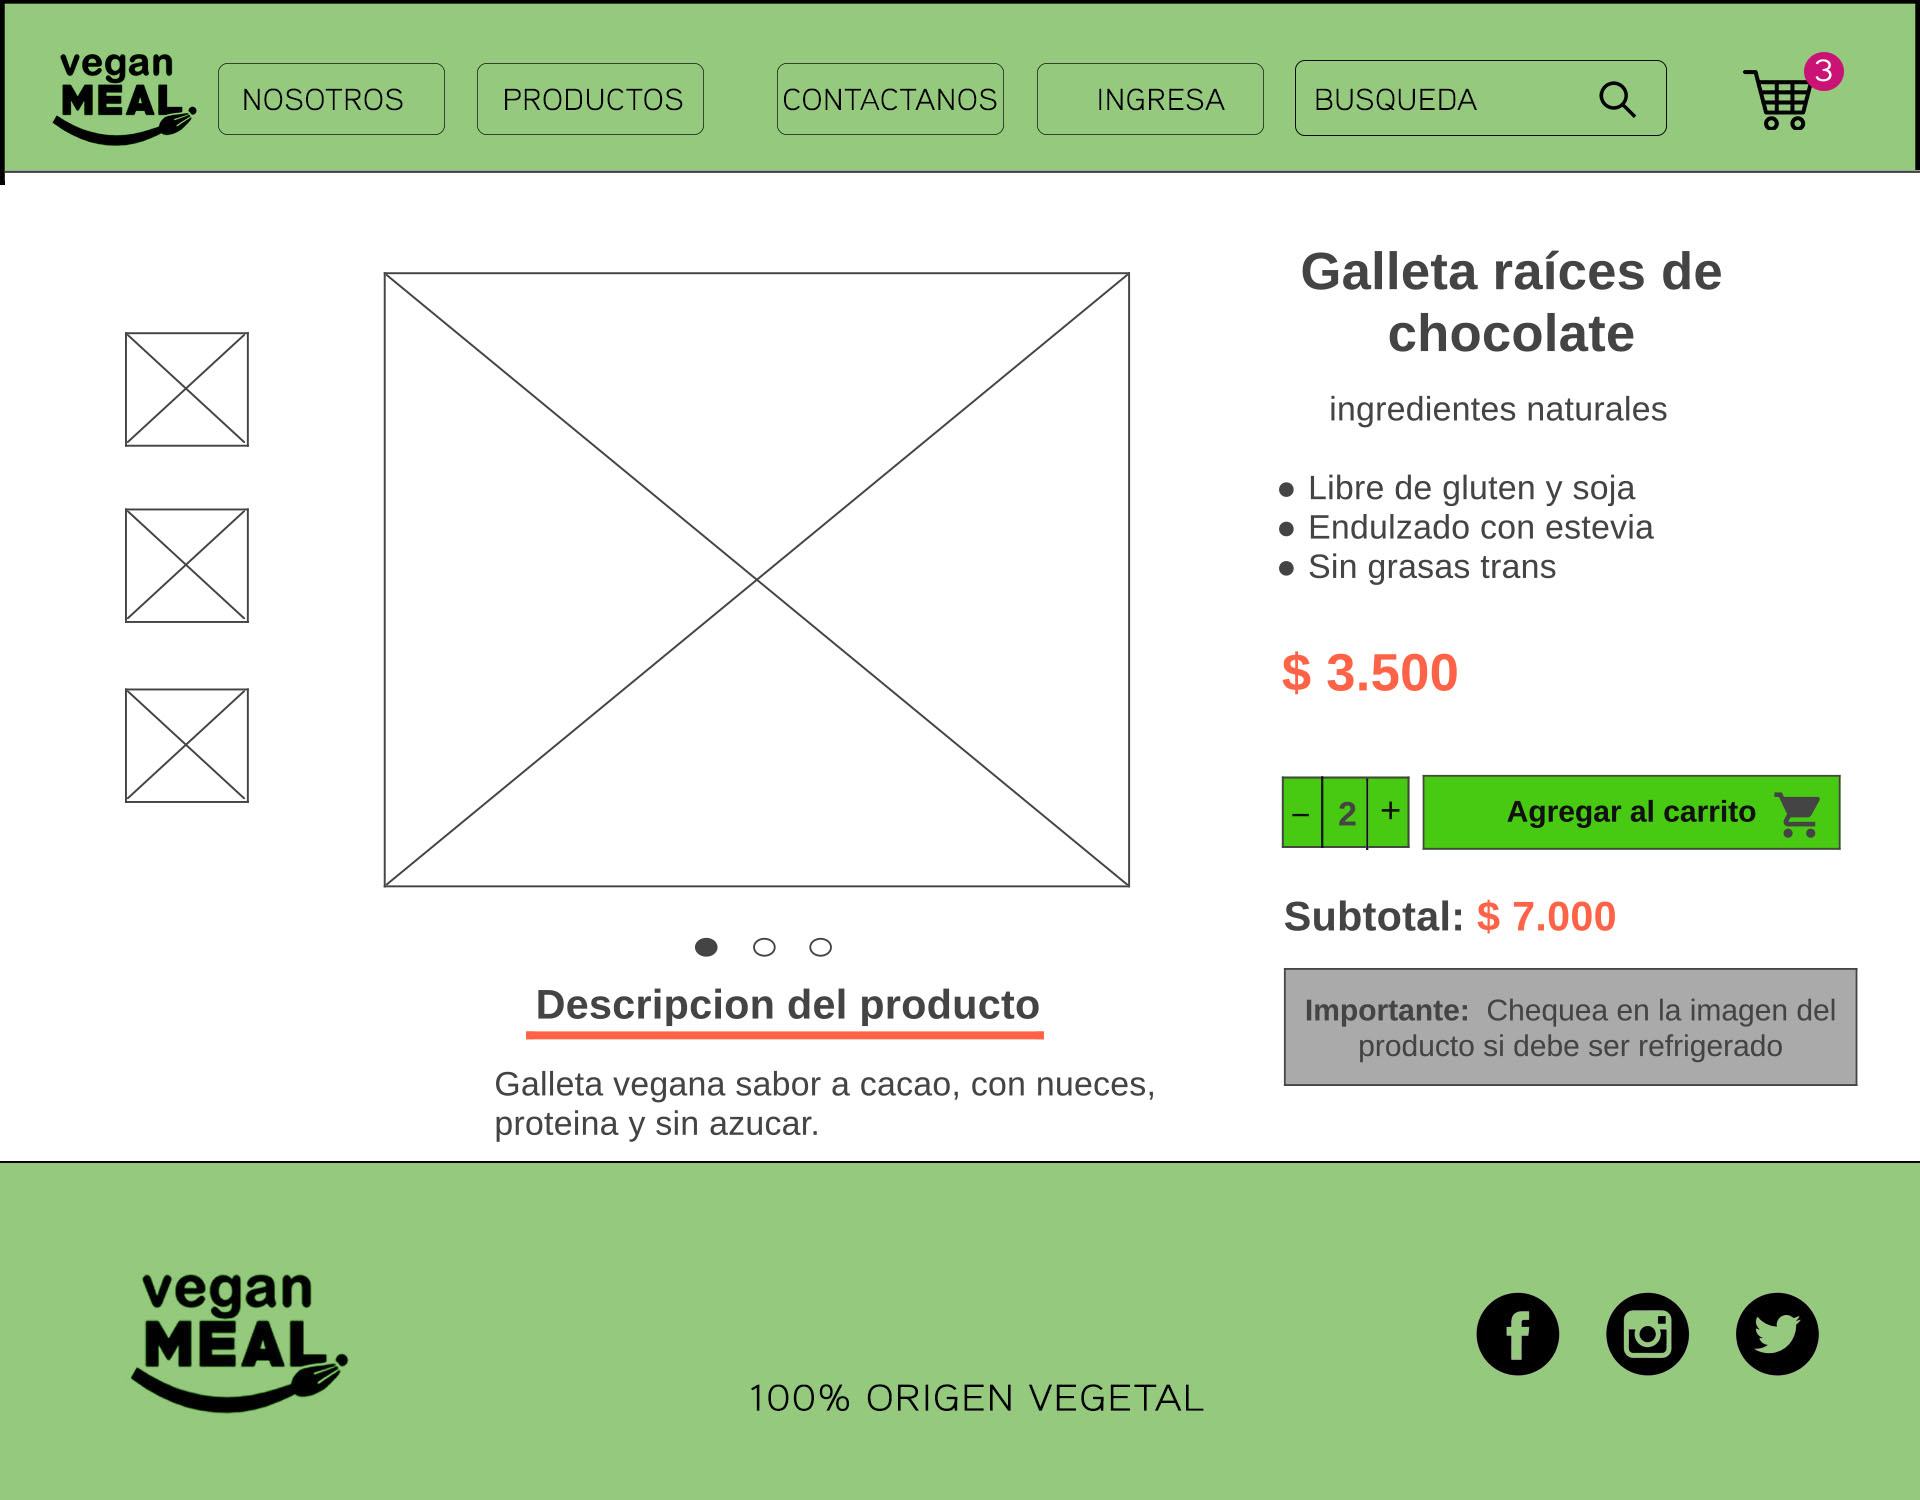 vegan
MEAL.
NOSOTROS
PRODUCTOS
CONTACTANOS
INGRESA
BUSQUEDA
3
Galleta raíces de
chocolate
ingredientes naturales
● Libre de gluten y soja
● Endulzado con estevia
● Sin grasas trans
$ 3.500
– 2 +
Agregar al carrito
Subtotal: $ 7.000
Importante: Chequea en la imagen del
producto si debe ser refrigerado
Descripcion del producto
Galleta vegana sabor a cacao, con nueces,
proteina y sin azucar.
vegan
MEAL.
100% ORIGEN VEGETAL